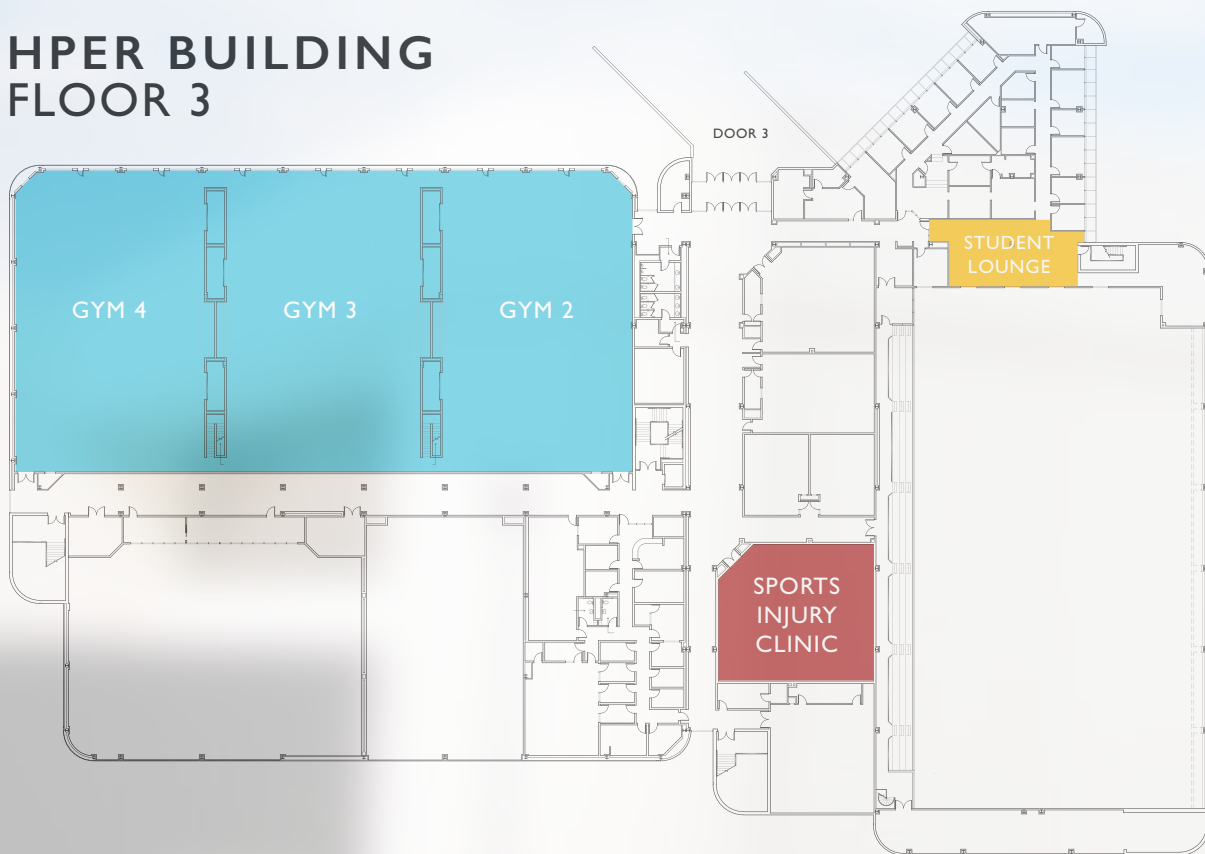 HPER BUILDING
FLOOR 3
DOOR 3
STUDENT
LOUNGE
GYM 4
GYM 3
GYM 2
SPORTS
INJURY
CLINIC